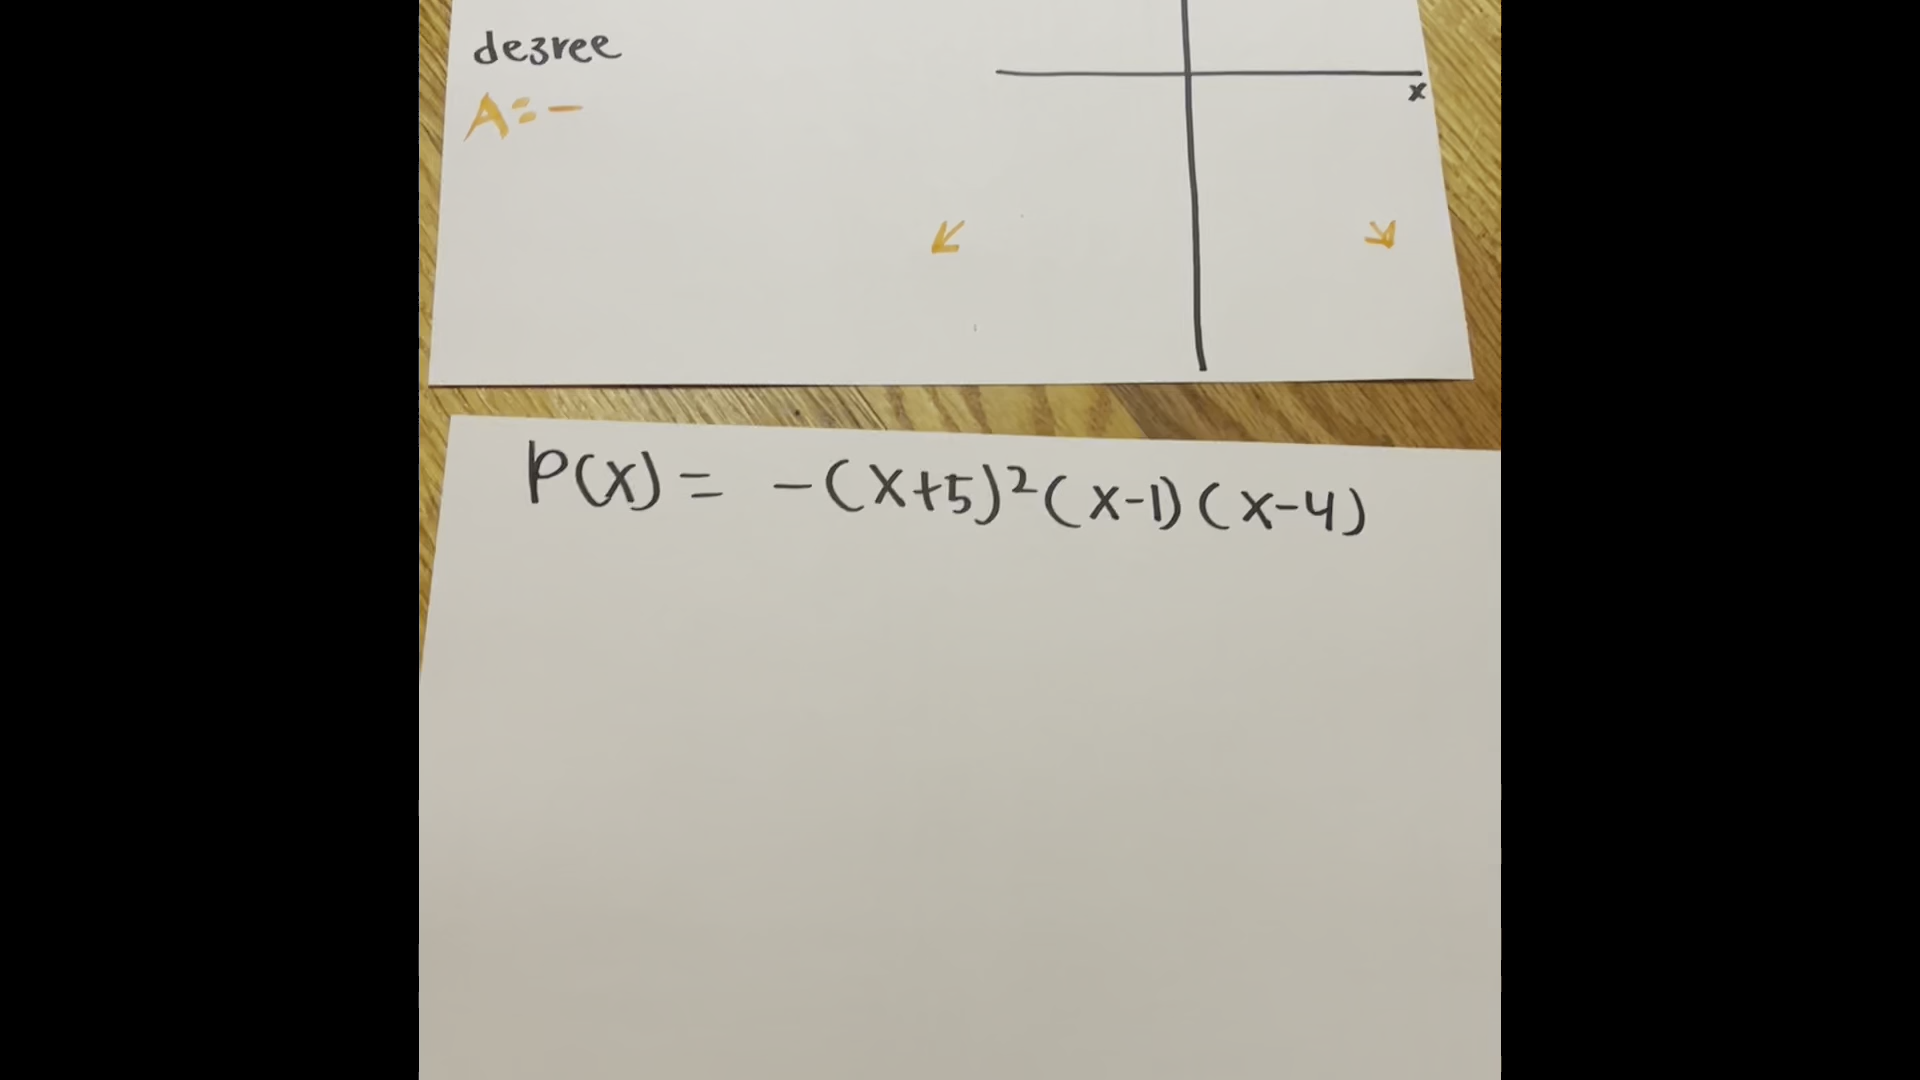 degree
A = -
x
P(x) = -(x+5)²(x-1)(x-4)